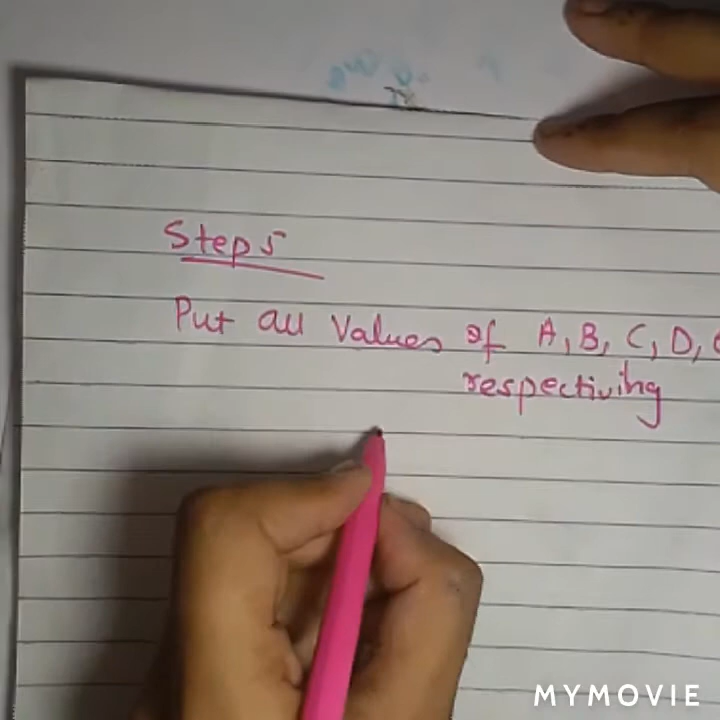 Step 5
Put all values of A, B, C, D,
respectiving
MYMOVIE